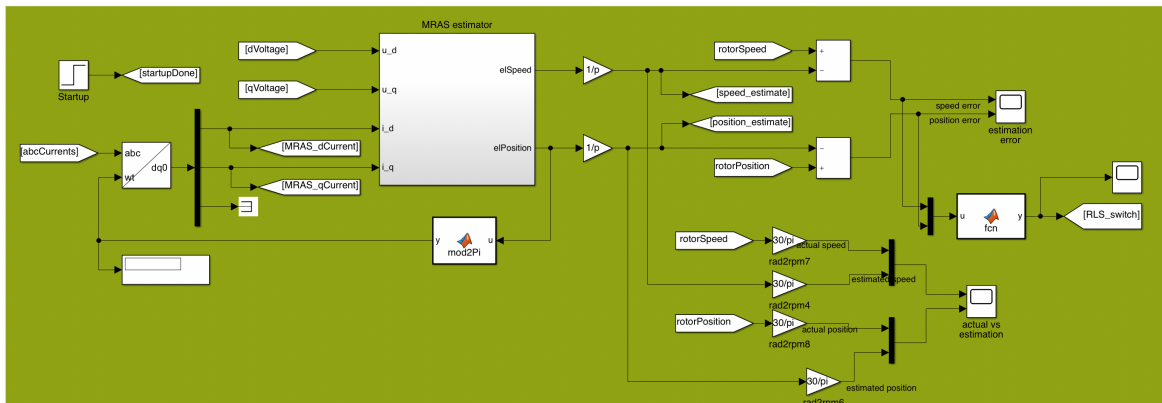 MRAS estimator
[dVoltage]
u_d
rotorSpeed
+
−
[startupDone]
Startup
elSpeed
1/p
[qVoltage]
u_q
[speed_estimate]
speed error
position error
estimation
error
[position_estimate]
[abcCurrents]
abc
wt
dq0
i_d
[MRAS_dCurrent]
elPosition
1/p
−
+
rotorPosition
i_q
[MRAS_qCurrent]
y
u
mod2Pi
u
y
fcn
[RLS_switch]
rotorSpeed
30/pi
actual speed
rad2rpm7
30/pi
estimated speed
rad2rpm4
rotorPosition
30/pi
actual position
rad2rpm8
actual vs
estimation
30/pi
estimated position
rad2rpm6